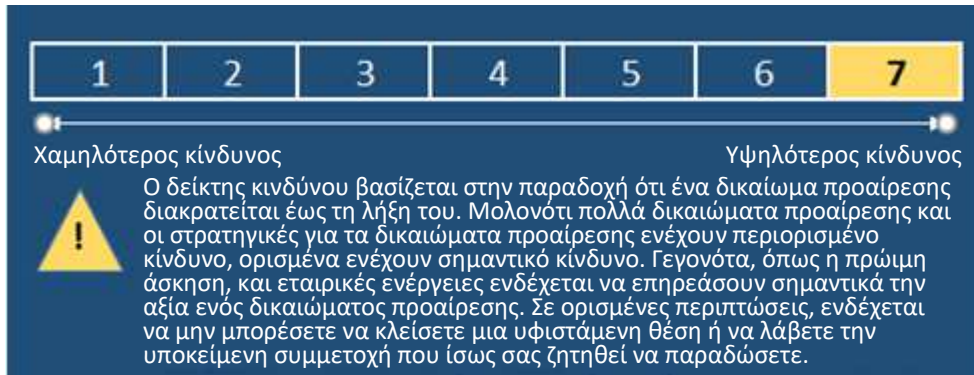 1 2 3 4 5 6 7
Χαμηλότερος κίνδυνος Υψηλότερος κίνδυνος
Ο δείκτης κινδύνου βασίζεται στην παραδοχή ότι ένα δικαίωμα προαίρεσης
διακρατείται έως τη λήξη του. Μολονότι πολλά δικαιώματα προαίρεσης και
οι στρατηγικές για τα δικαιώματα προαίρεσης ενέχουν περιορισμένο
κίνδυνο, ορισμένα ενέχουν σημαντικό κίνδυνο. Γεγονότα, όπως η πρώιμη
άσκηση, και εταιρικές ενέργειες ενδέχεται να επηρεάσουν σημαντικά την
αξία ενός δικαιώματος προαίρεσης. Σε ορισμένες περιπτώσεις, ενδέχεται
να μην μπορέσετε να κλείσετε μια υφιστάμενη θέση ή να λάβετε την
υποκείμενη συμμετοχή που ίσως σας ζητηθεί να παραδώσετε.
!